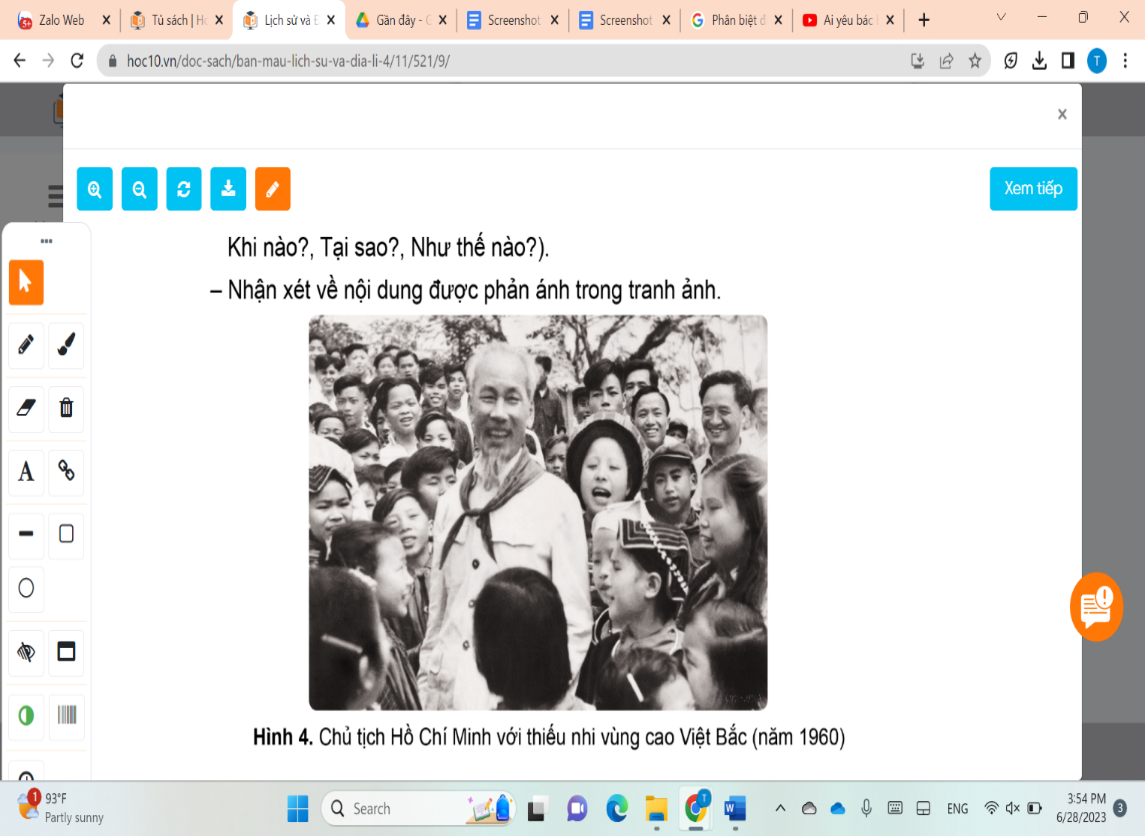 Zalo Web
Tủ sách | Ho
Lịch sử và Đ
Gần đây - G
Screenshot
Screenshot
Phân biệt đ
Ai yêu bác
hoc10.vn/doc-sach/ban-mau-lich-su-va-dia-li-4/11/521/9/
T
Xem tiếp
Khi nào?, Tại sao?, Như thế nào?).
– Nhận xét về nội dung được phản ánh trong tranh ảnh.
A
Hình 4. Chủ tịch Hồ Chí Minh với thiếu nhi vùng cao Việt Bắc (năm 1960)
1
93°F
Partly sunny
Search
T
W
ENG
3:54 PM
6/28/2023
3